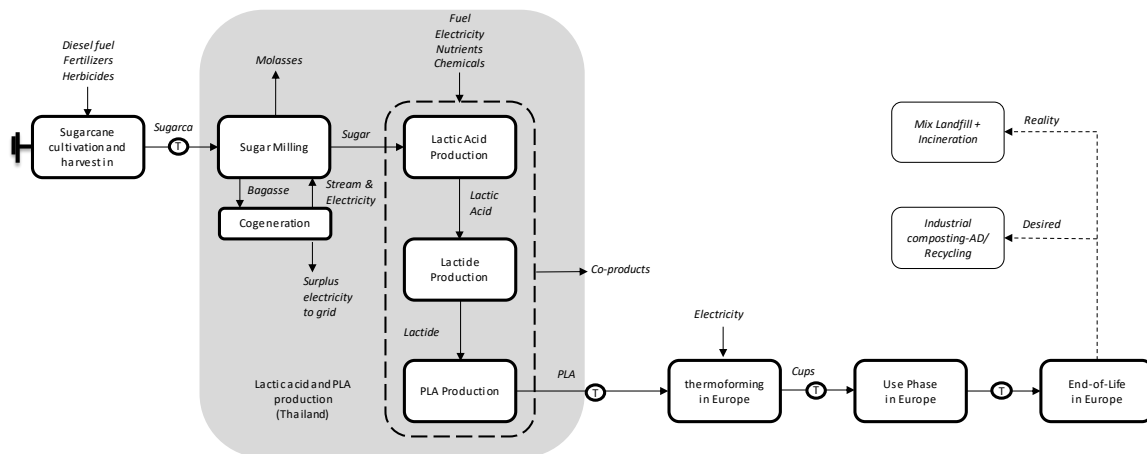 Diesel fuel
Fertilizers
Herbicides
Sugarcane
cultivation and
harvest in
Sugarca
T
Molasses
Sugar Milling
Sugar
Bagasse
Stream &
Electricity
Cogeneration
Surplus
electricity
to grid
Lactic acid and PLA
production
(Thailand)
Fuel
Electricity
Nutrients
Chemicals
Lactic Acid
Production
Lactic
Acid
Lactide
Production
Co-products
Lactide
PLA Production
PLA
T
Electricity
thermoforming
in Europe
Cups
T
Use Phase
in Europe
T
End-of-Life
in Europe
Mix Landfill +
Incineration
Reality
Industrial
composting-AD/
Recycling
Desired